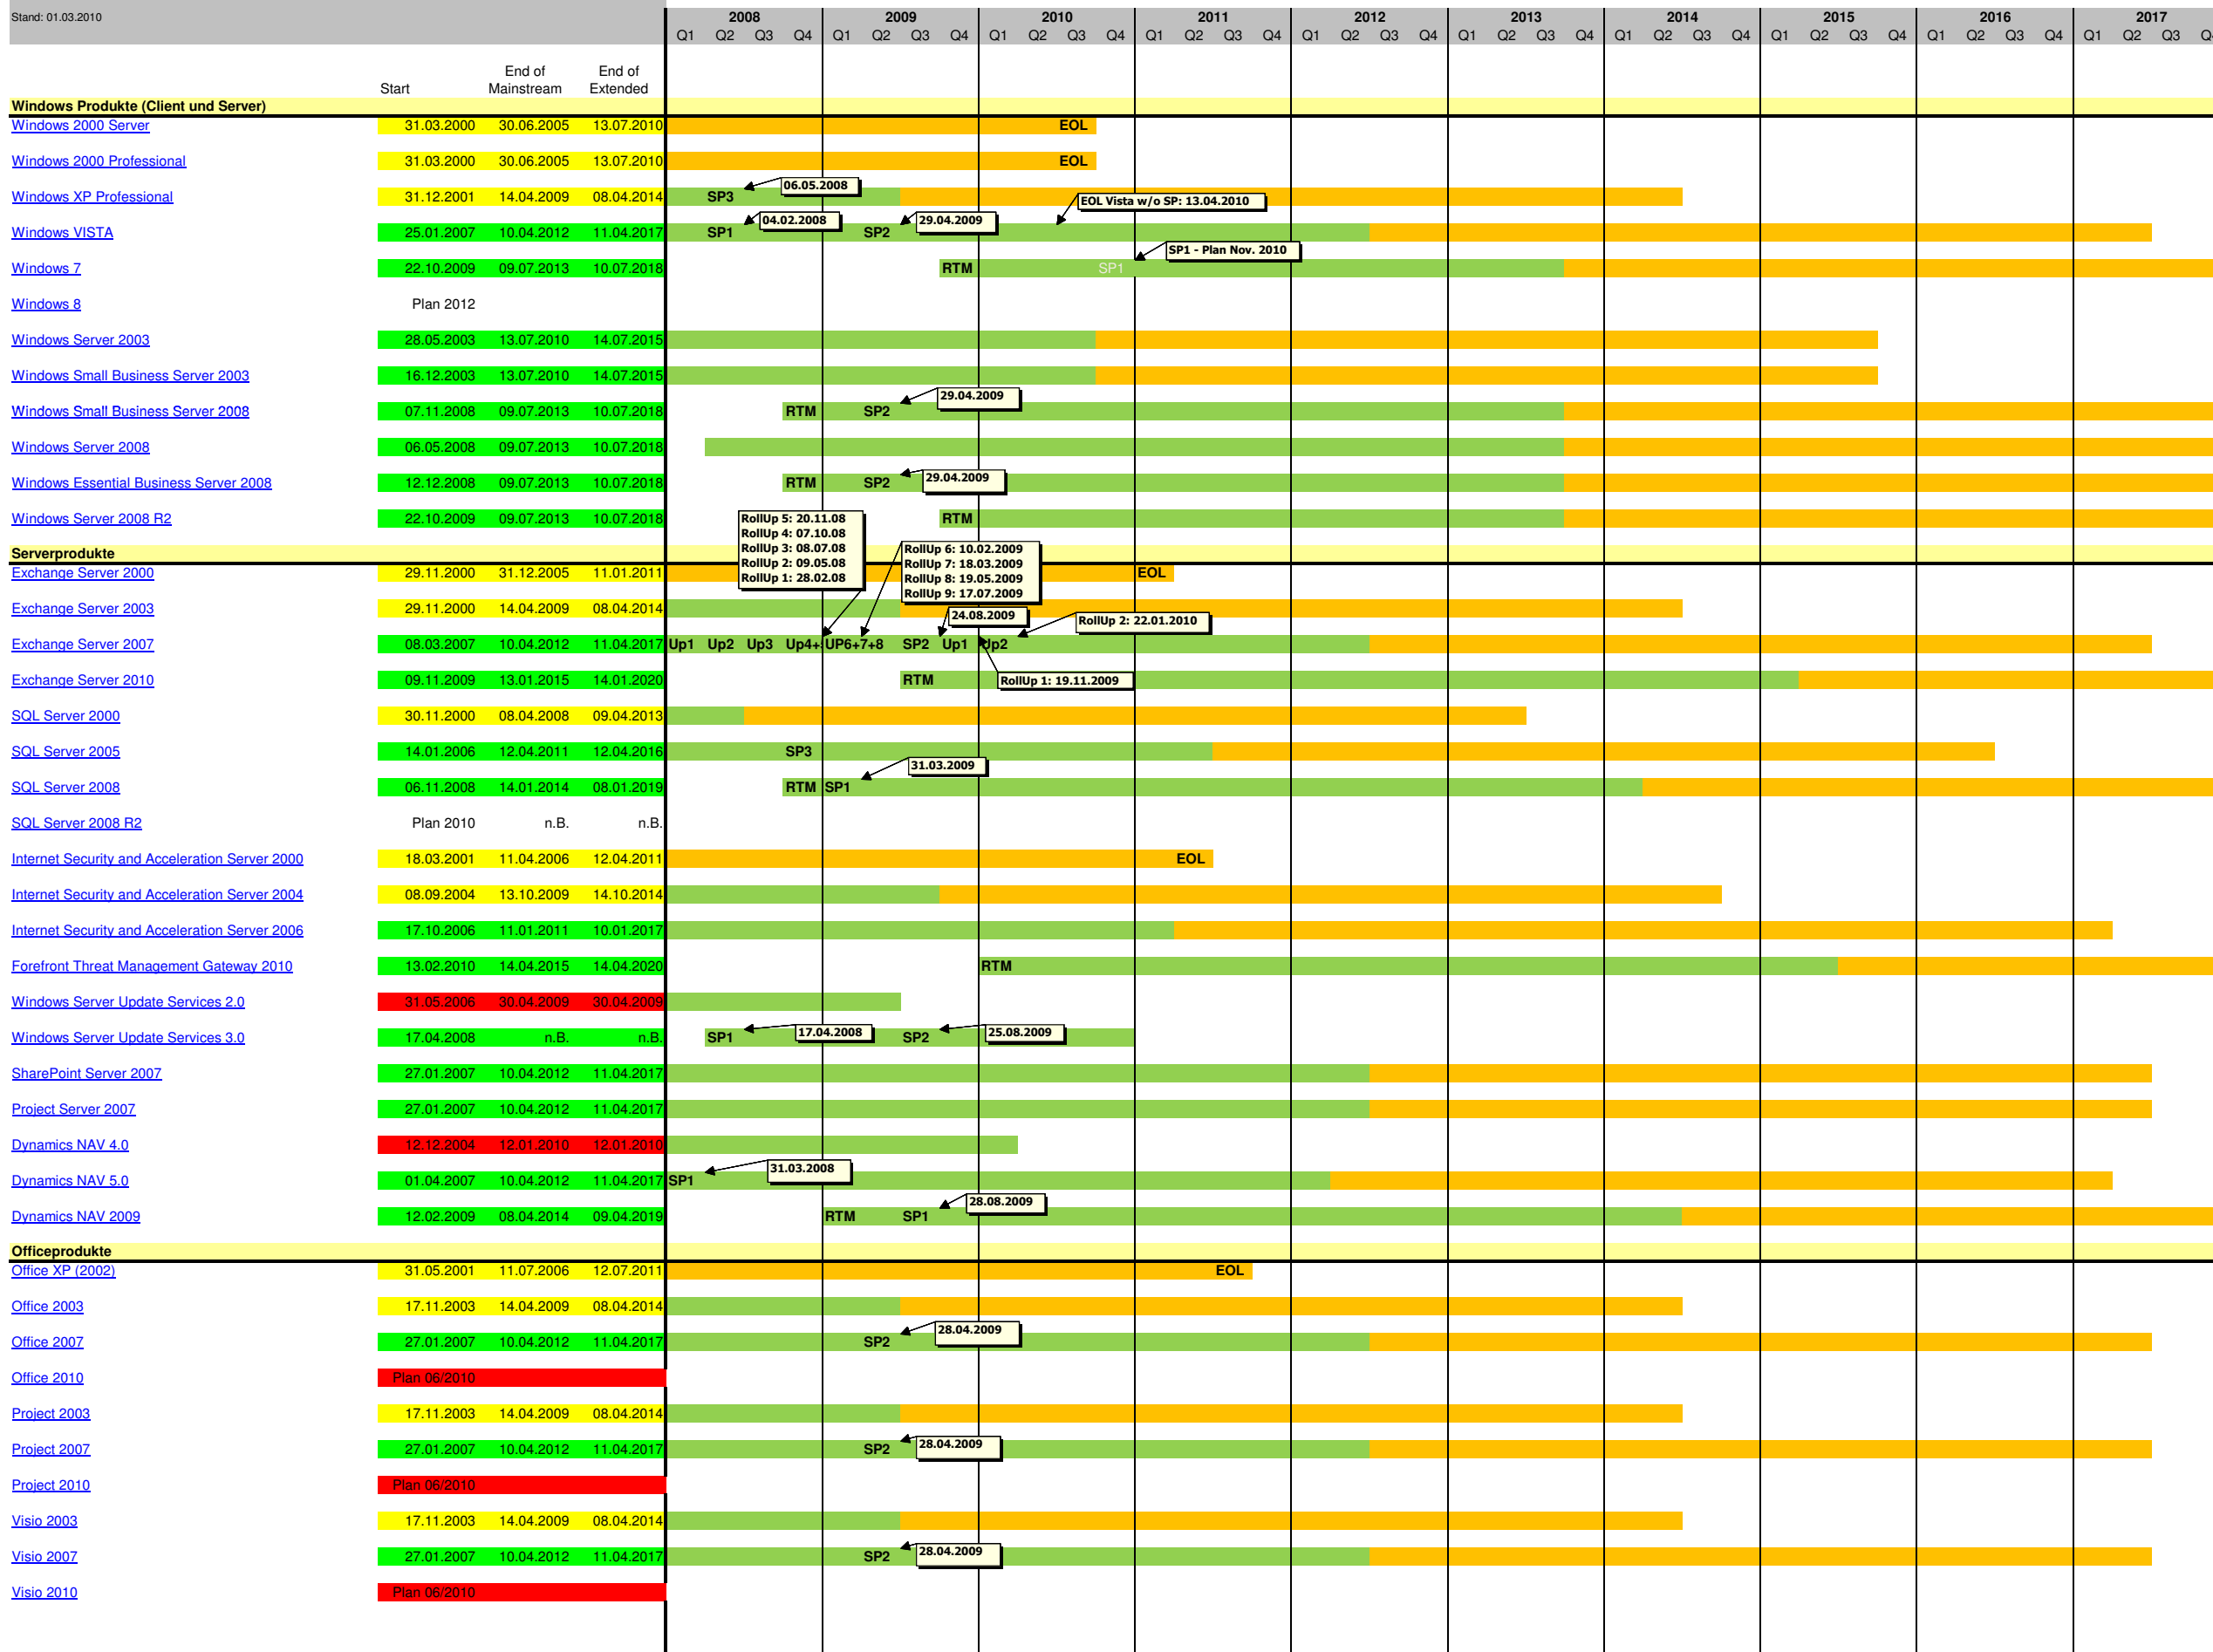 Stand: 01.03.2010
2008 2009 2010 2011 2012 2013 2014 2015 2016 2017
Q1 Q2 Q3 Q4 Q1 Q2 Q3 Q4 Q1 Q2 Q3 Q4 Q1 Q2 Q3 Q4 Q1 Q2 Q3 Q4 Q1 Q2 Q3 Q4 Q1 Q2 Q3 Q4 Q1 Q2 Q3 Q4 Q1 Q2 Q3 Q4 Q1 Q2 Q3
End of End of
Start Mainstream Extended
Windows Produkte (Client und Server)
Windows 2000 Server 31.03.2000 30.06.2005 13.07.2010 EOL
Windows 2000 Professional 31.03.2000 30.06.2005 13.07.2010 EOL
06.05.2008
Windows XP Professional 31.12.2001 14.04.2009 08.04.2014 SP3
EOL Vista w/o SP: 13.04.2010
04.02.2008 29.04.2009
Windows VISTA 25.01.2007 10.04.2012 11.04.2017 SP1 SP2
SP1 - Plan Nov. 2010
Windows 7 22.10.2009 09.07.2013 10.07.2018 RTM SP1
Windows 8 Plan 2012
Windows Server 2003 28.05.2003 13.07.2010 14.07.2015
Windows Small Business Server 2003 16.12.2003 13.07.2010 14.07.2015
29.04.2009
Windows Small Business Server 2008 07.11.2008 09.07.2013 10.07.2018 RTM SP2
Windows Server 2008 06.05.2008 09.07.2013 10.07.2018
Windows Essential Business Server 2008 12.12.2008 09.07.2013 10.07.2018 RTM SP2 29.04.2009
Windows Server 2008 R2 22.10.2009 09.07.2013 10.07.2018 RTM
RollUp 5: 20.11.08
RollUp 4: 07.10.08
RollUp 3: 08.07.08
RollUp 2: 09.05.08
RollUp 1: 28.02.08
Serverprodukte
RollUp 6: 10.02.2009
RollUp 7: 18.03.2009
RollUp 8: 19.05.2009
RollUp 9: 17.07.2009
Exchange Server 2000 29.11.2000 31.12.2005 11.01.2011 EOL
Exchange Server 2003 29.11.2000 14.04.2009 08.04.2014
24.08.2009
RollUp 2: 22.01.2010
Exchange Server 2007 08.03.2007 10.04.2012 11.04.2017 Up1 Up2 Up3 Up4+ UP6+7+8 SP2 Up1 Up2
Exchange Server 2010 09.11.2009 13.01.2015 14.01.2020 RTM RollUp 1: 19.11.2009
SQL Server 2000 30.11.2000 08.04.2008 09.04.2013
SQL Server 2005 14.01.2006 12.04.2011 12.04.2016 SP3
31.03.2009
SQL Server 2008 06.11.2008 14.01.2014 08.01.2019 RTM SP1
SQL Server 2008 R2 Plan 2010 n.B. n.B.
Internet Security and Acceleration Server 2000 18.03.2001 11.04.2006 12.04.2011 EOL
Internet Security and Acceleration Server 2004 08.09.2004 13.10.2009 14.10.2014
Internet Security and Acceleration Server 2006 17.10.2006 11.01.2011 10.01.2017
Forefront Threat Management Gateway 2010 13.02.2010 14.04.2015 14.04.2020 RTM
Windows Server Update Services 2.0 31.05.2006 30.04.2009 30.04.2009
Windows Server Update Services 3.0 17.04.2008 n.B. n.B. SP1 17.04.2008 SP2 25.08.2009
SharePoint Server 2007 27.01.2007 10.04.2012 11.04.2017
Project Server 2007 27.01.2007 10.04.2012 11.04.2017
Dynamics NAV 4.0 12.12.2004 12.01.2010 12.01.2010
31.03.2008
Dynamics NAV 5.0 01.04.2007 10.04.2012 11.04.2017 SP1
28.08.2009
Dynamics NAV 2009 12.02.2009 08.04.2014 09.04.2019 RTM SP1
Officeprodukte
Office XP (2002) 31.05.2001 11.07.2006 12.07.2011 EOL
Office 2003 17.11.2003 14.04.2009 08.04.2014
28.04.2009
Office 2007 27.01.2007 10.04.2012 11.04.2017 SP2
Office 2010 Plan 06/2010
Project 2003 17.11.2003 14.04.2009 08.04.2014
Project 2007 27.01.2007 10.04.2012 11.04.2017 SP2 28.04.2009
Project 2010 Plan 06/2010
Visio 2003 17.11.2003 14.04.2009 08.04.2014
Visio 2007 27.01.2007 10.04.2012 11.04.2017 SP2 28.04.2009
Visio 2010 Plan 06/2010